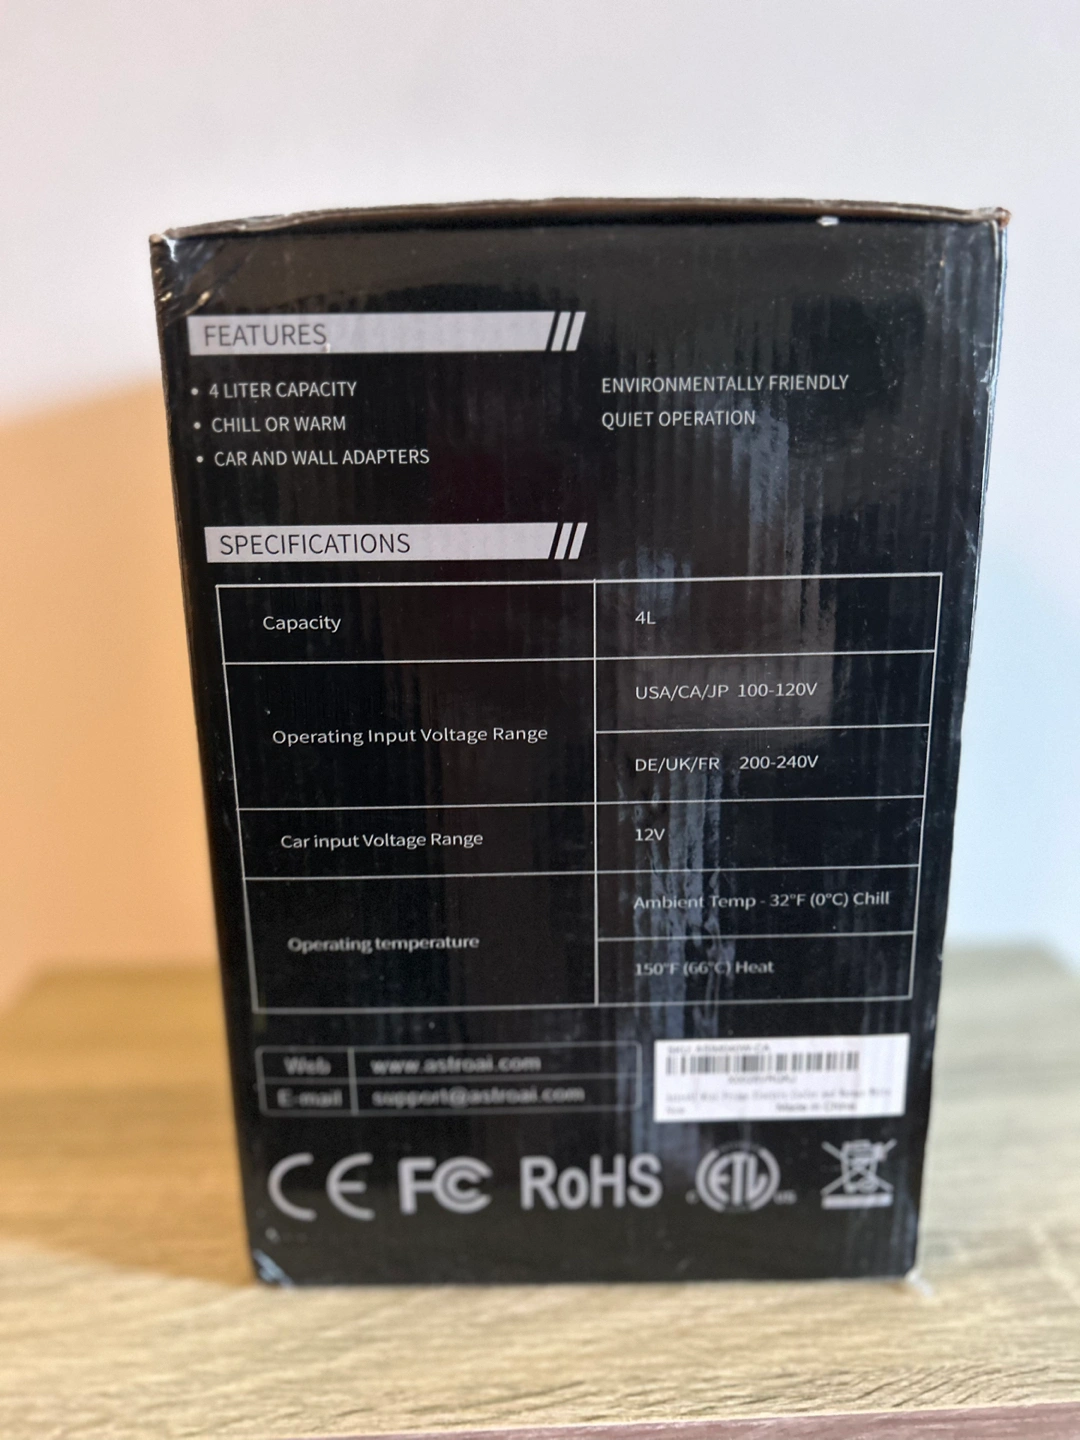 FEATURES
• 4 LITER CAPACITY
• CHILL OR WARM
• CAR AND WALL ADAPTERS
ENVIRONMENTALLY FRIENDLY
QUIET OPERATION
SPECIFICATIONS
Capacity
4L
Operating Input Voltage Range
USA/CA/JP 100-120V
DE/UK/FR 200-240V
Car input Voltage Range
12V
Operating temperature
Ambient Temp - 32°F (0°C) Chill
150°F (66°C) Heat
Web www.astroai.com
E-mail support@astroai.com
Made in China
CE FC RoHS ETL